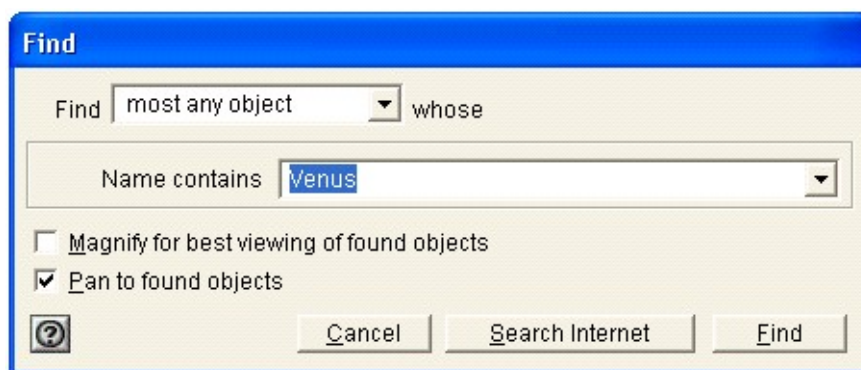 Find
Find most any object whose
Name contains Venus
Magnify for best viewing of found objects
Pan to found objects
? Cancel Search Internet Find